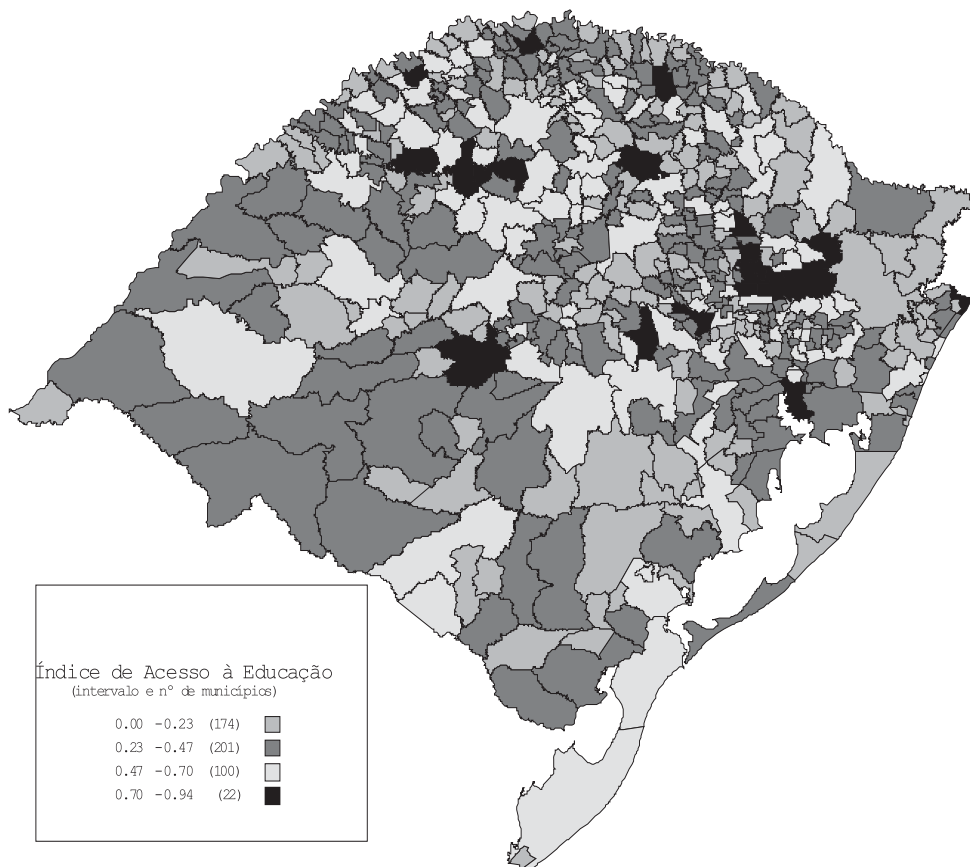 Índice de Acesso à Educação
(intervalo e n° de municípios)
0.00 -0.23 (174)
0.23 -0.47 (201)
0.47 -0.70 (100)
0.70 -0.94 (22)